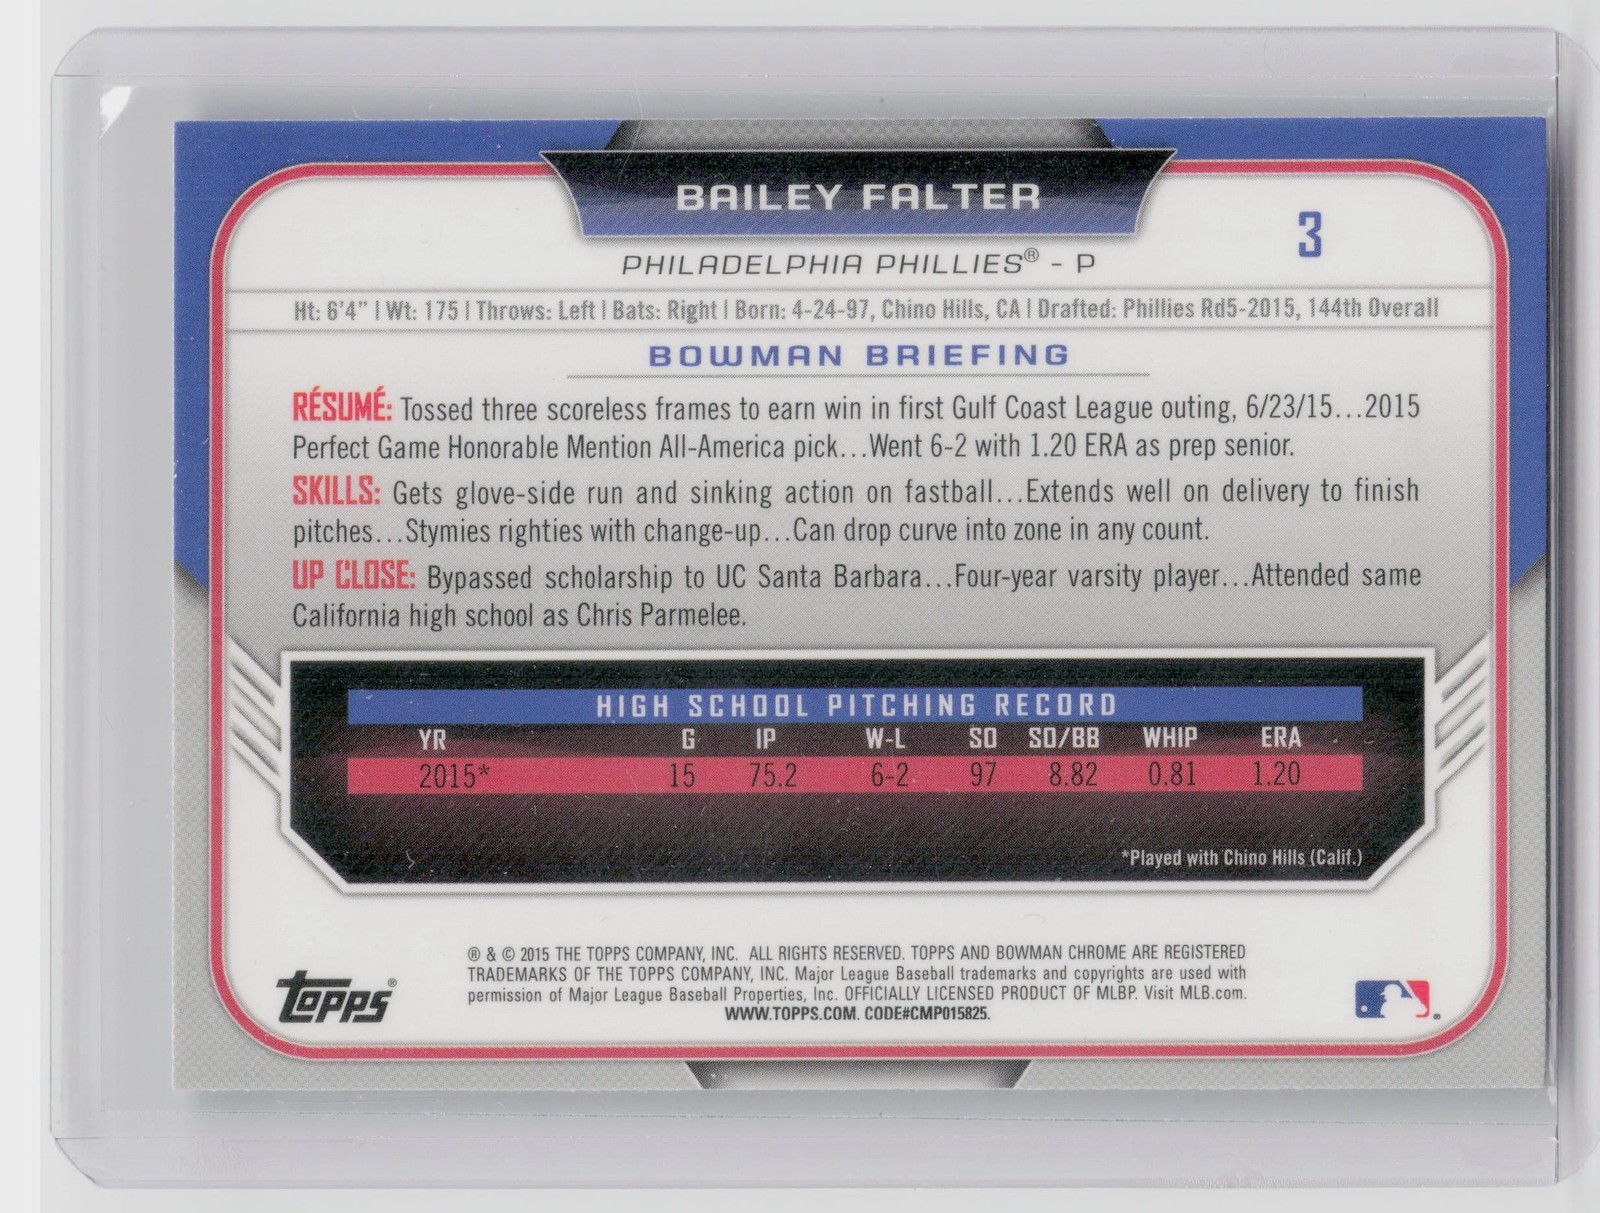 BAILEY FALTER
3
PHILADELPHIA PHILLIES® - P
Ht: 6'4" | Wt: 175 | Throws: Left | Bats: Right | Born: 4-24-97, Chino Hills, CA | Drafted: Phillies Rd5-2015, 144th Overall
BOWMAN BRIEFING
RÉSUMÉ: Tossed three scoreless frames to earn win in first Gulf Coast League outing, 6/23/15...2015
Perfect Game Honorable Mention All-America pick...Went 6-2 with 1.20 ERA as prep senior.
SKILLS: Gets glove-side run and sinking action on fastball...Extends well on delivery to finish
pitches...Stymies righties with change-up...Can drop curve into zone in any count.
UP CLOSE: Bypassed scholarship to UC Santa Barbara...Four-year varsity player...Attended same
California high school as Chris Parmelee.
HIGH SCHOOL PITCHING RECORD
YR G IP W-L SO SO/BB WHIP ERA
2015* 15 75.2 6-2 97 8.82 0.81 1.20
*Played with Chino Hills (Calif.)
® & © 2015 THE TOPPS COMPANY, INC. ALL RIGHTS RESERVED. TOPPS AND BOWMAN CHROME ARE REGISTERED
TRADEMARKS OF THE TOPPS COMPANY, INC. Major League Baseball trademarks and copyrights are used with
permission of Major League Baseball Properties, Inc. OFFICIALLY LICENSED PRODUCT OF MLBP. Visit MLB.com.
WWW.TOPPS.COM. CODE#CMP015825.
Topps®